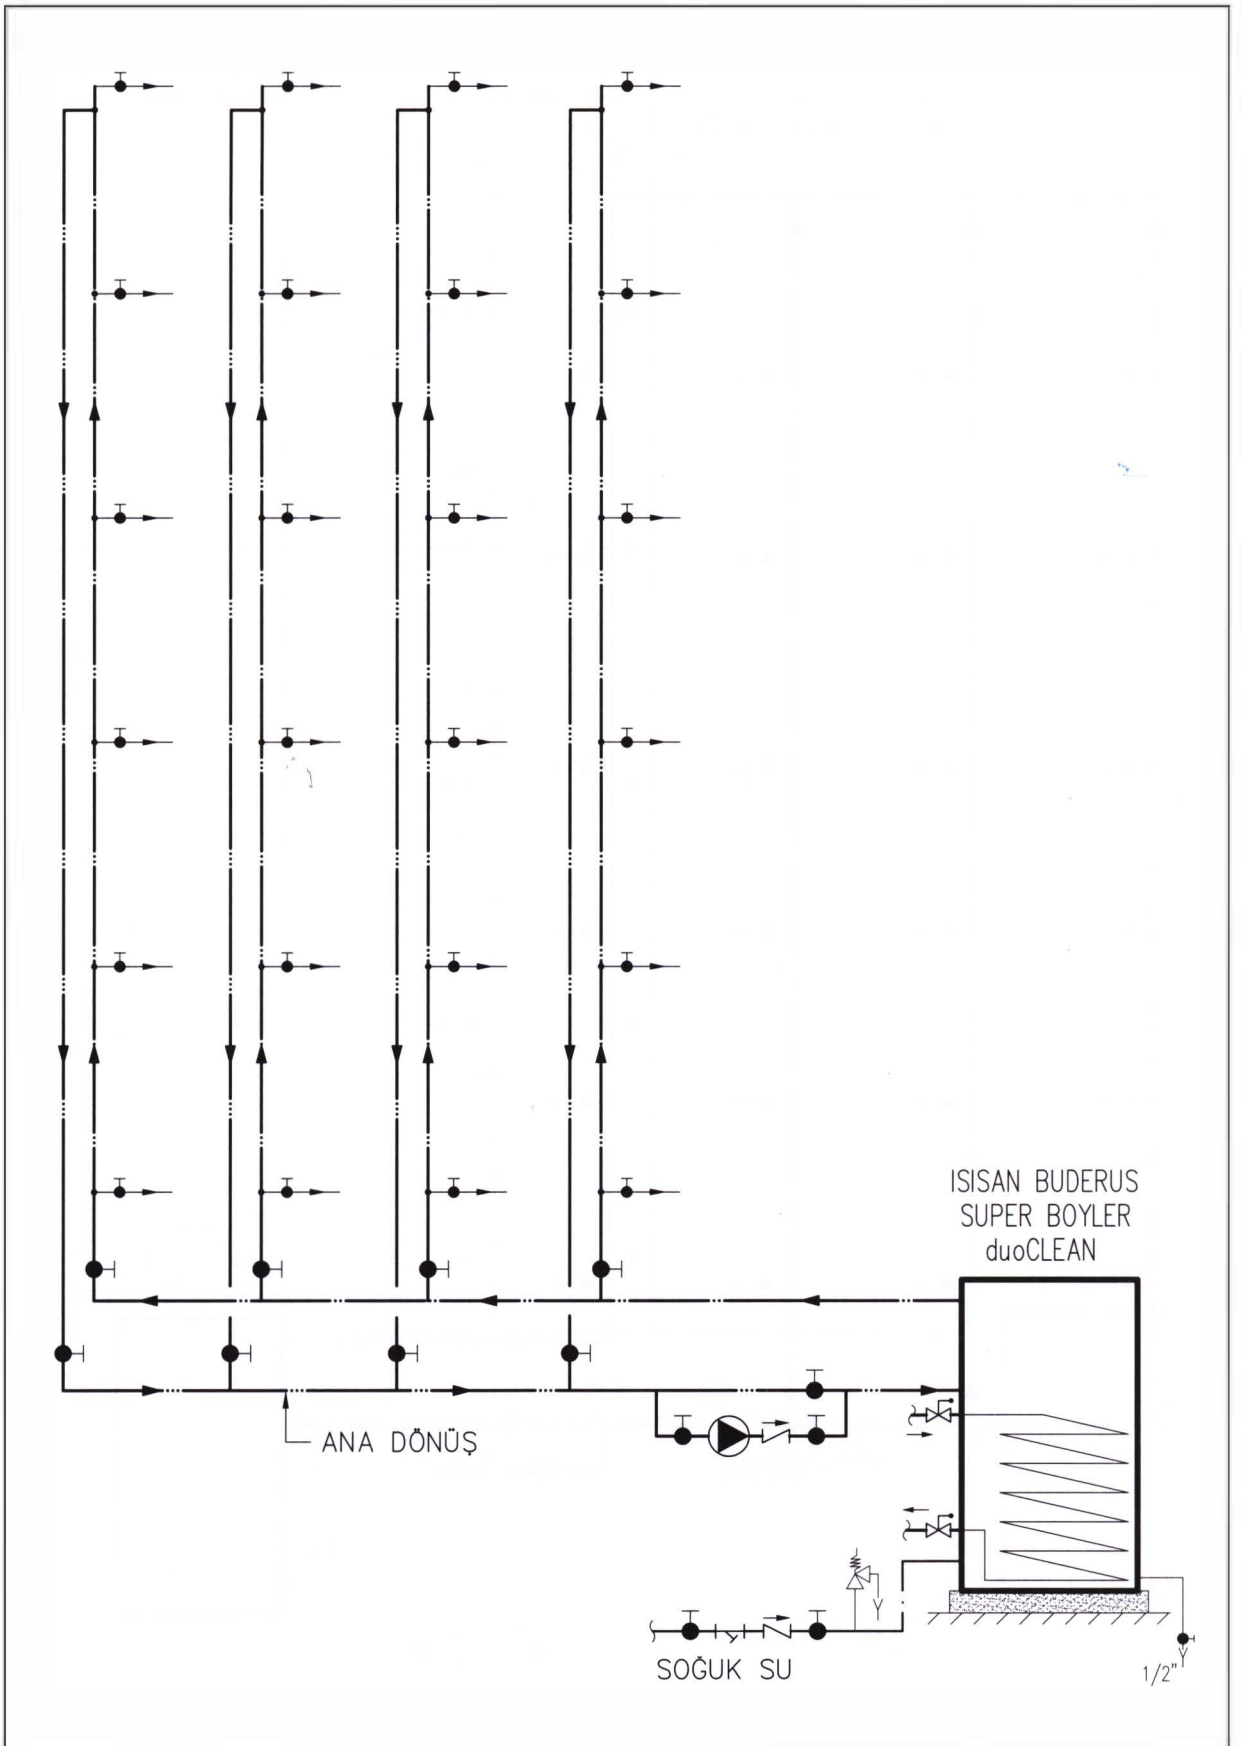 ISISAN BUDERUS
SUPER BOYLER
duoCLEAN
ANA DÖNÜŞ
SOĞUK SU
1/2"